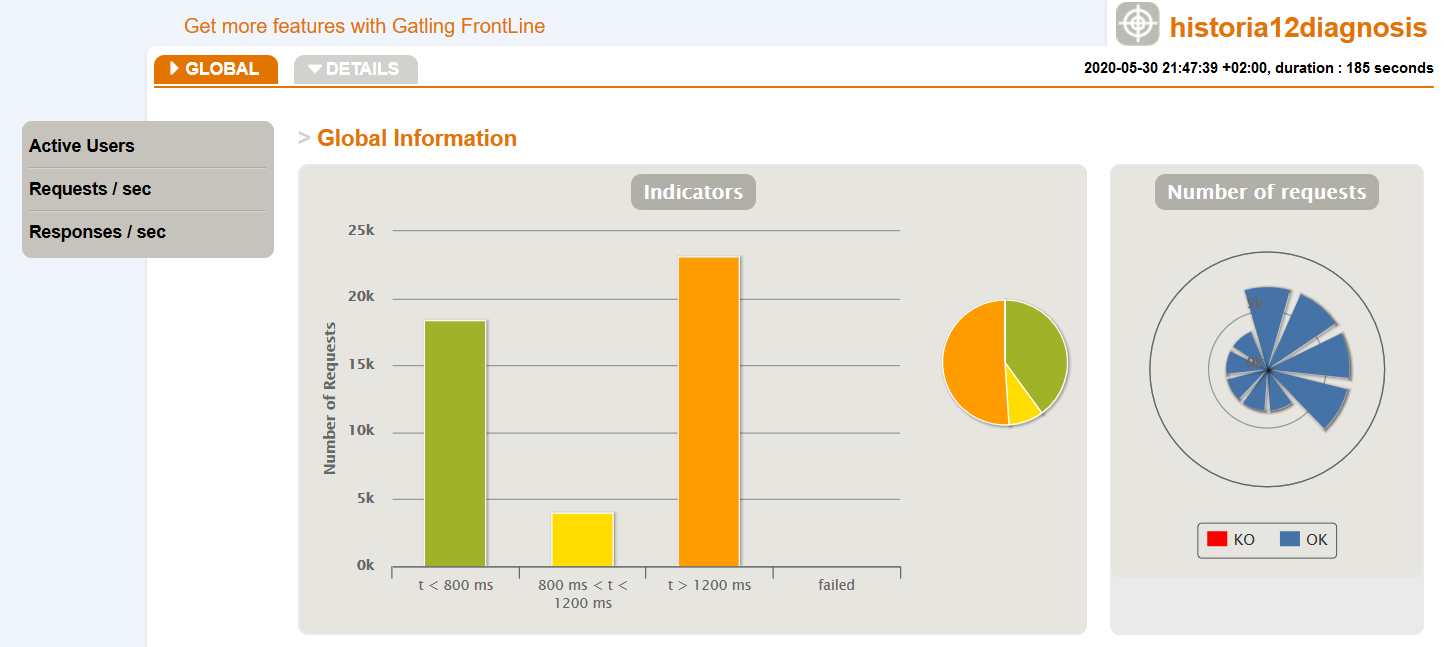 Get more features with Gatling FrontLine
historia12diagnosis
GLOBAL
DETAILS
2020-05-30 21:47:39 +02:00, duration : 185 seconds
Active Users
Requests / sec
Responses / sec
> Global Information
Indicators
Number of Requests
25k
20k
15k
10k
5k
0k
t < 800 ms
800 ms < t <
1200 ms
t > 1200 ms
failed
Number of requests
5k
0k
KO
OK